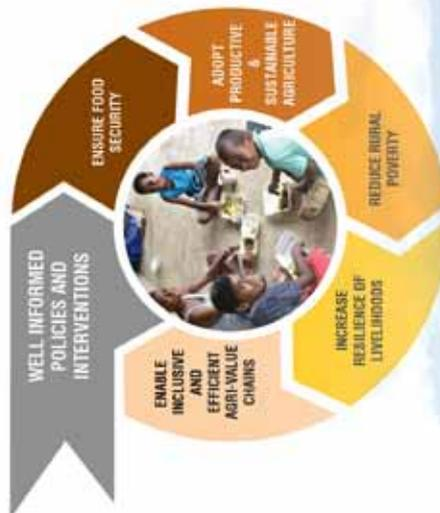 WELL INFORMED
POLICIES AND
INTERVENTIONS
ENSURE FOOD
SECURITY
ADOPT
PRODUCTIVE
&
SUSTAINABLE
AGRICULTURE
REDUCE RURAL
POVERTY
INCREASE
RESILIENCE OF
LIVELIHOODS
ENABLE
INCLUSIVE
AND
EFFICIENT
AGRI-VALUE
CHAINS